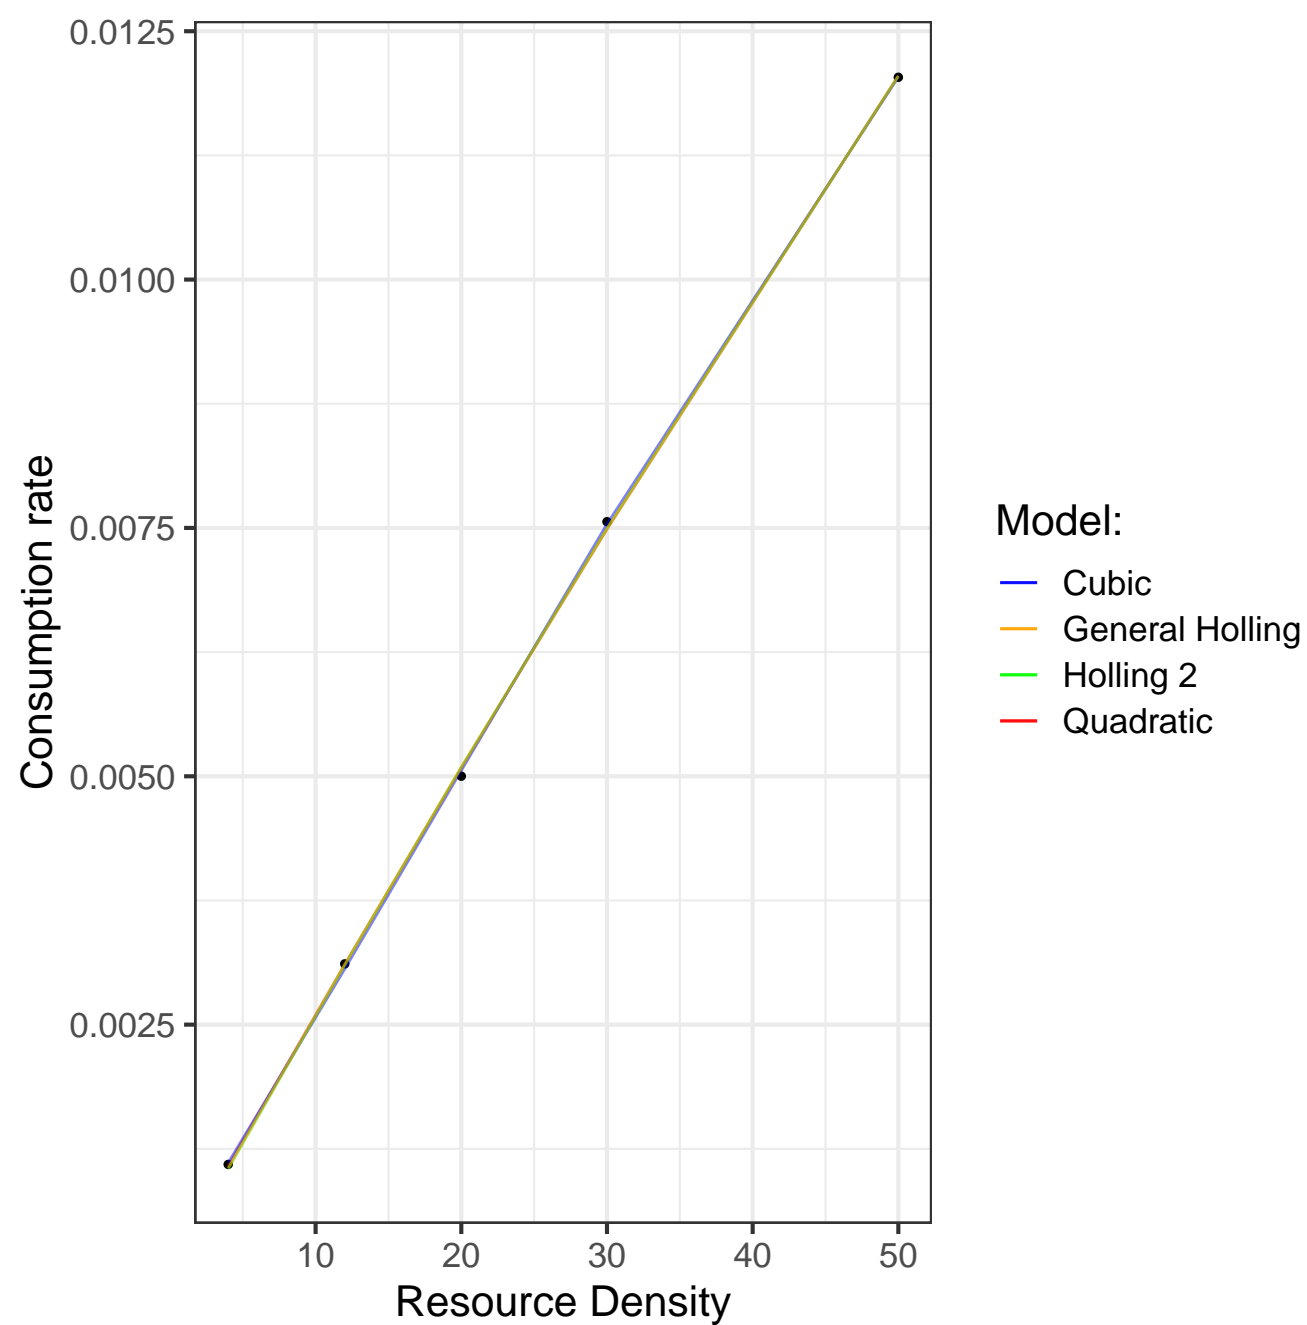 0.0125
0.0100
0.0075
0.0050
0.0025
Consumption rate
10 20 30 40 50
Resource Density
Model:
Cubic
General Holling
Holling 2
Quadratic